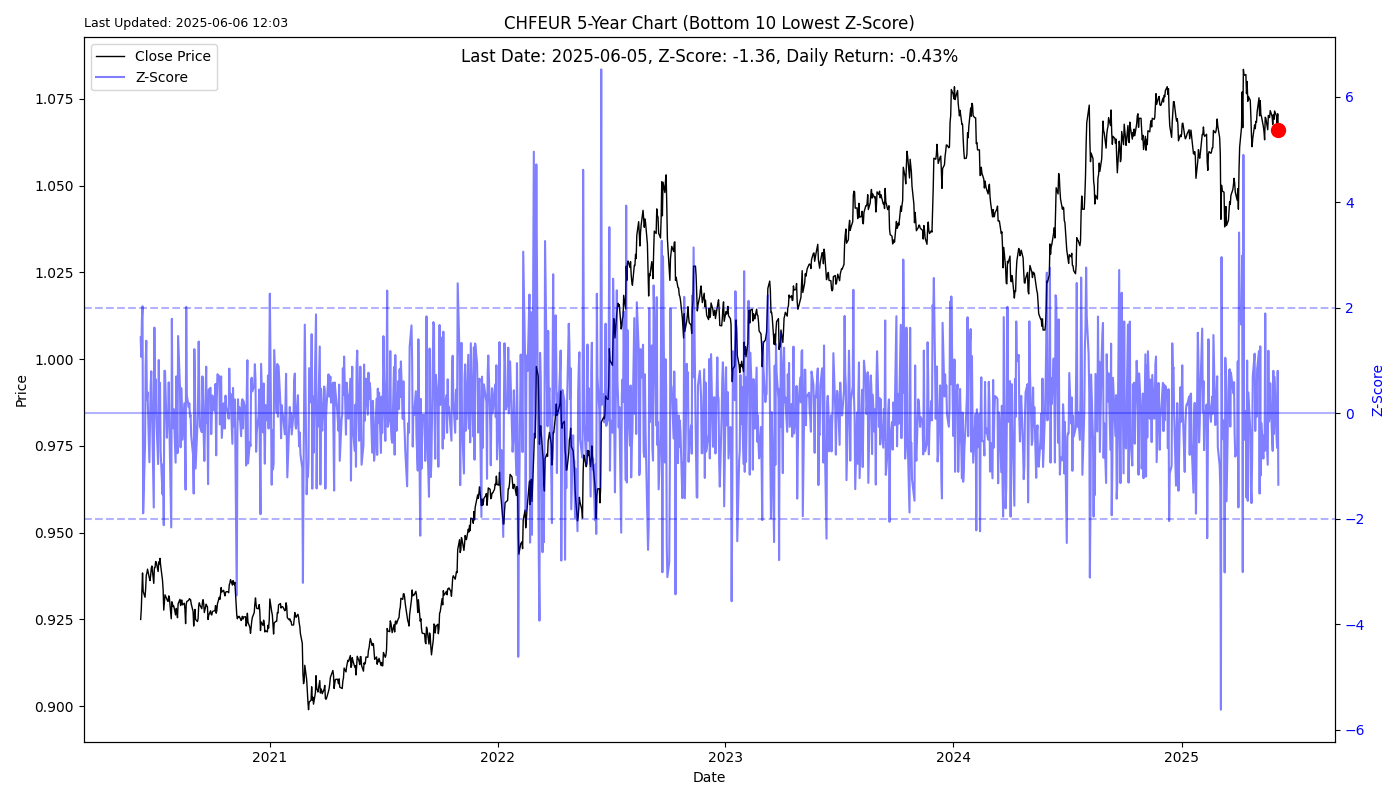 Last Updated: 2025-06-06 12:03
CHFEUR 5-Year Chart (Bottom 10 Lowest Z-Score)
Last Date: 2025-06-05, Z-Score: -1.36, Daily Return: -0.43%
Close Price
Z-Score
1.075
1.050
1.025
1.000
0.975
0.950
0.925
0.900
Price
6
4
2
0
−2
−4
−6
Z-Score
2021
2022
2023
2024
2025
Date